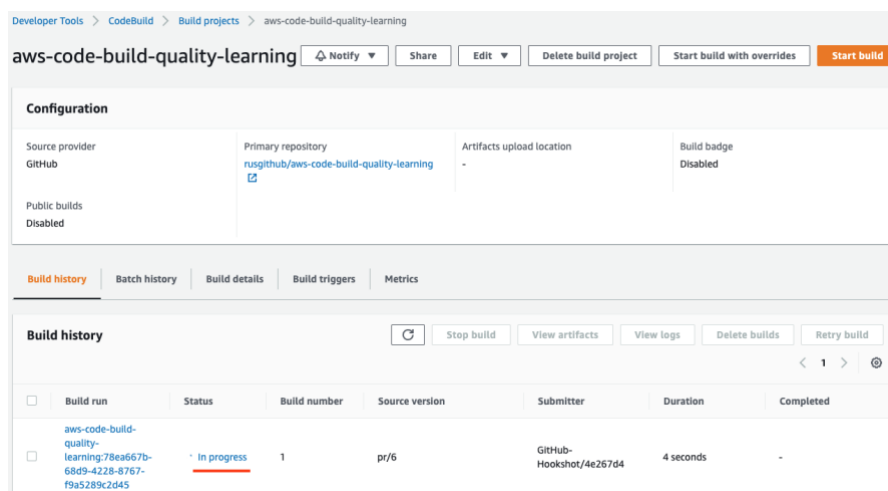 Developer Tools > CodeBuild > Build projects > aws-code-build-quality-learning
aws-code-build-quality-learning Notify ▼ Share Edit ▼ Delete build project Start build with overrides Start build
Configuration
Source provider Primary repository Artifacts upload location Build badge
GitHub rusgithub/aws-code-build-quality-learning - Disabled
Public builds
Disabled
Build history Batch history Build details Build triggers Metrics
Build history Stop build View artifacts View logs Delete builds Retry build
< 1 >
Build run Status Build number Source version Submitter Duration Completed
aws-code-build-
quality-
learning:78ea667b-
68d9-4228-8767-
f9a5289c2d45
In progress 1 pr/6 GitHub-
Hookshot/4e267d4 4 seconds -